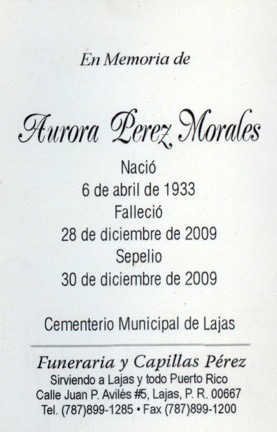 En Memoria de
Aurora Perez Morales
Nació
6 de abril de 1933
Falleció
28 de diciembre de 2009
Sepelio
30 de diciembre de 2009
Cementerio Municipal de Lajas
Funeraria y Capillas Pérez
Sirviendo a Lajas y todo Puerto Rico
Calle Juan P. Avilés #5, Lajas, P. R. 00667
Tel. (787)899-1285 • Fax (787)899-1200